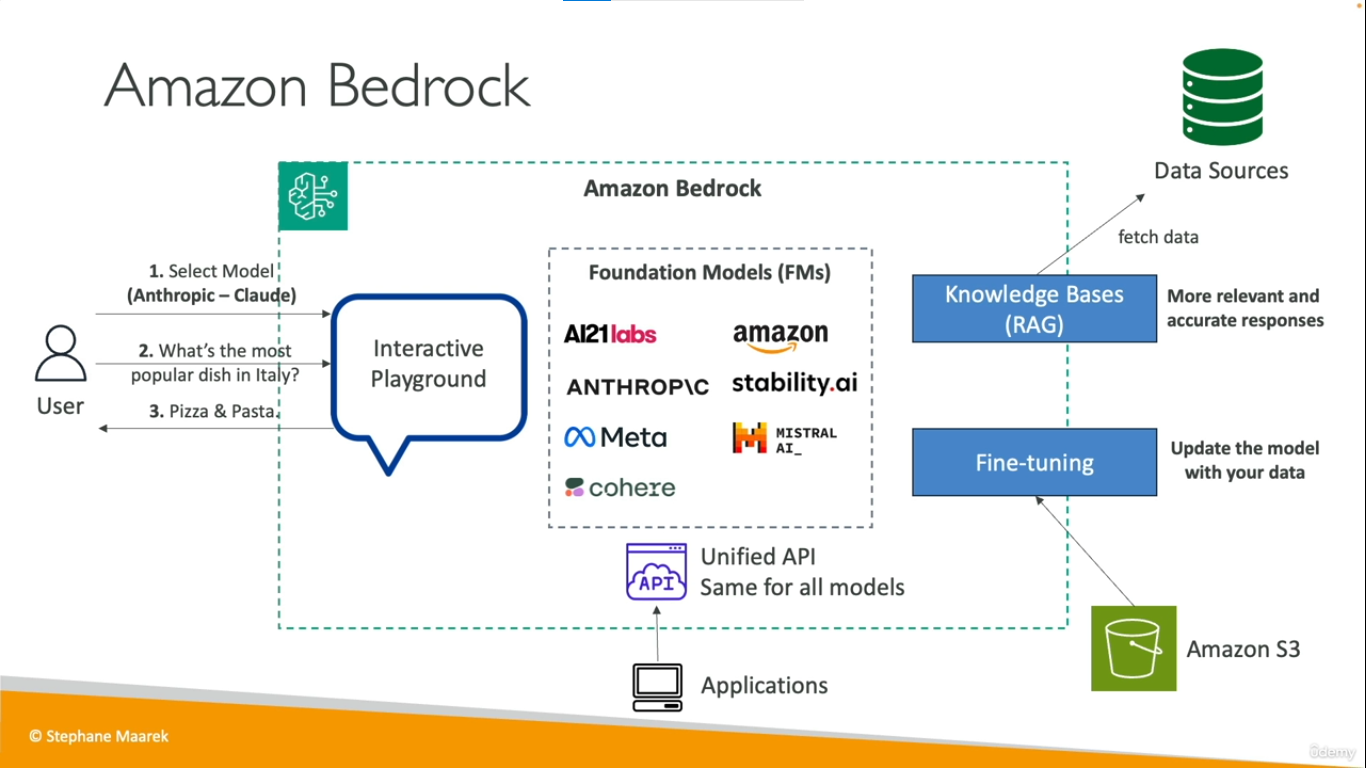 Amazon Bedrock
Amazon Bedrock
Data Sources
fetch data
1. Select Model
(Anthropic – Claude)
2. What's the most
popular dish in Italy?
3. Pizza & Pasta.
User
Interactive
Playground
Foundation Models (FMs)
AI21labs
amazon
ANTHROP\C
stability.ai
Meta
MISTRAL
AI_
cohere
Knowledge Bases
(RAG)
More relevant and
accurate responses
Fine-tuning
Update the model
with your data
API
Unified API
Same for all models
Applications
Amazon S3
© Stephane Maarek
ûdemy